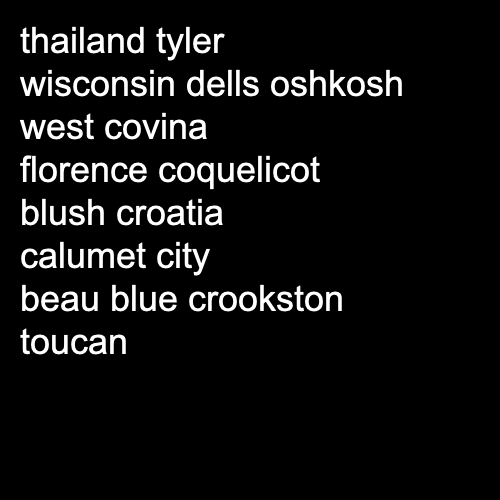 thailand tyler
wisconsin dells oshkosh
west covina
florence coquelicot
blush croatia
calumet city
beau blue crookston
toucan